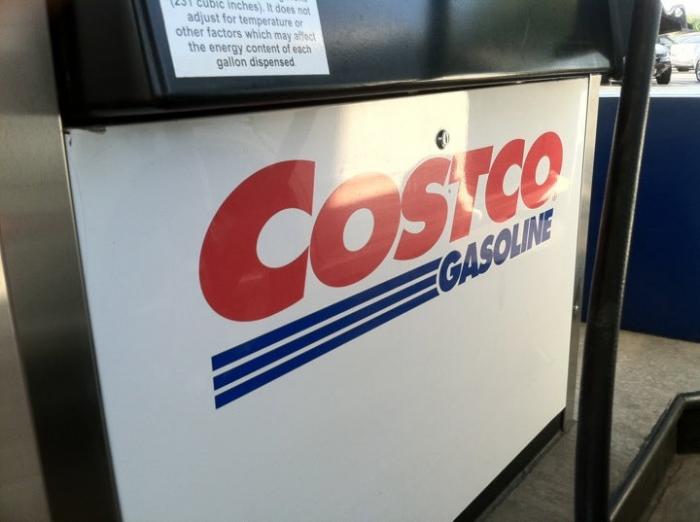 (231 cubic inches). It does not
adjust for temperature or
other factors which may affect
the energy content of each
gallon dispensed.
COSTCO
GASOLINE